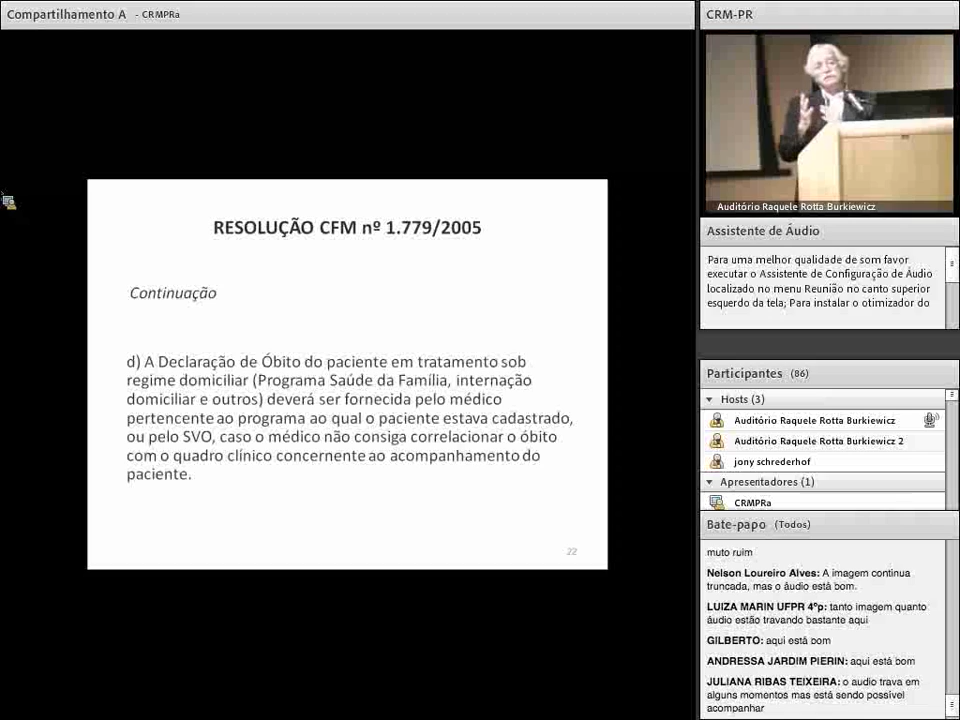 Compartilhamento A - CRMPRa
RESOLUÇÃO CFM nº 1.779/2005
Continuação
d) A Declaração de Óbito do paciente em tratamento sob
regime domiciliar (Programa Saúde da Família, internação
domiciliar e outros) deverá ser fornecida pelo médico
pertencente ao programa ao qual o paciente estava cadastrado,
ou pelo SVO, caso o médico não consiga correlacionar o óbito
com o quadro clínico concernente ao acompanhamento do
paciente.
22
CRM-PR
Auditório Raquele Rotta Burkiewicz
Assistente de Áudio
Para uma melhor qualidade de som favor
executar o Assistente de Configuração de Áudio
localizado no menu Reunião no canto superior
esquerdo da tela; Para instalar o otimizador do
Participantes (86)
Hosts (3)
Auditório Raquele Rotta Burkiewicz
Auditório Raquele Rotta Burkiewicz 2
jony schrederhof
Apresentadores (1)
CRMPRa
Bate-papo (Todos)
muto ruim
Nelson Loureiro Alves: A imagem continua
truncada, mas o áudio está bom.
LUIZA MARIN UFPR 4ºp: tanto imagem quanto
áudio estão travando bastante aqui
GILBERTO: aqui está bom
ANDRESSA JARDIM PIERIN: aqui está bom
JULIANA RIBAS TEIXEIRA: o audio trava em
alguns momentos mas está sendo possível
acompanhar